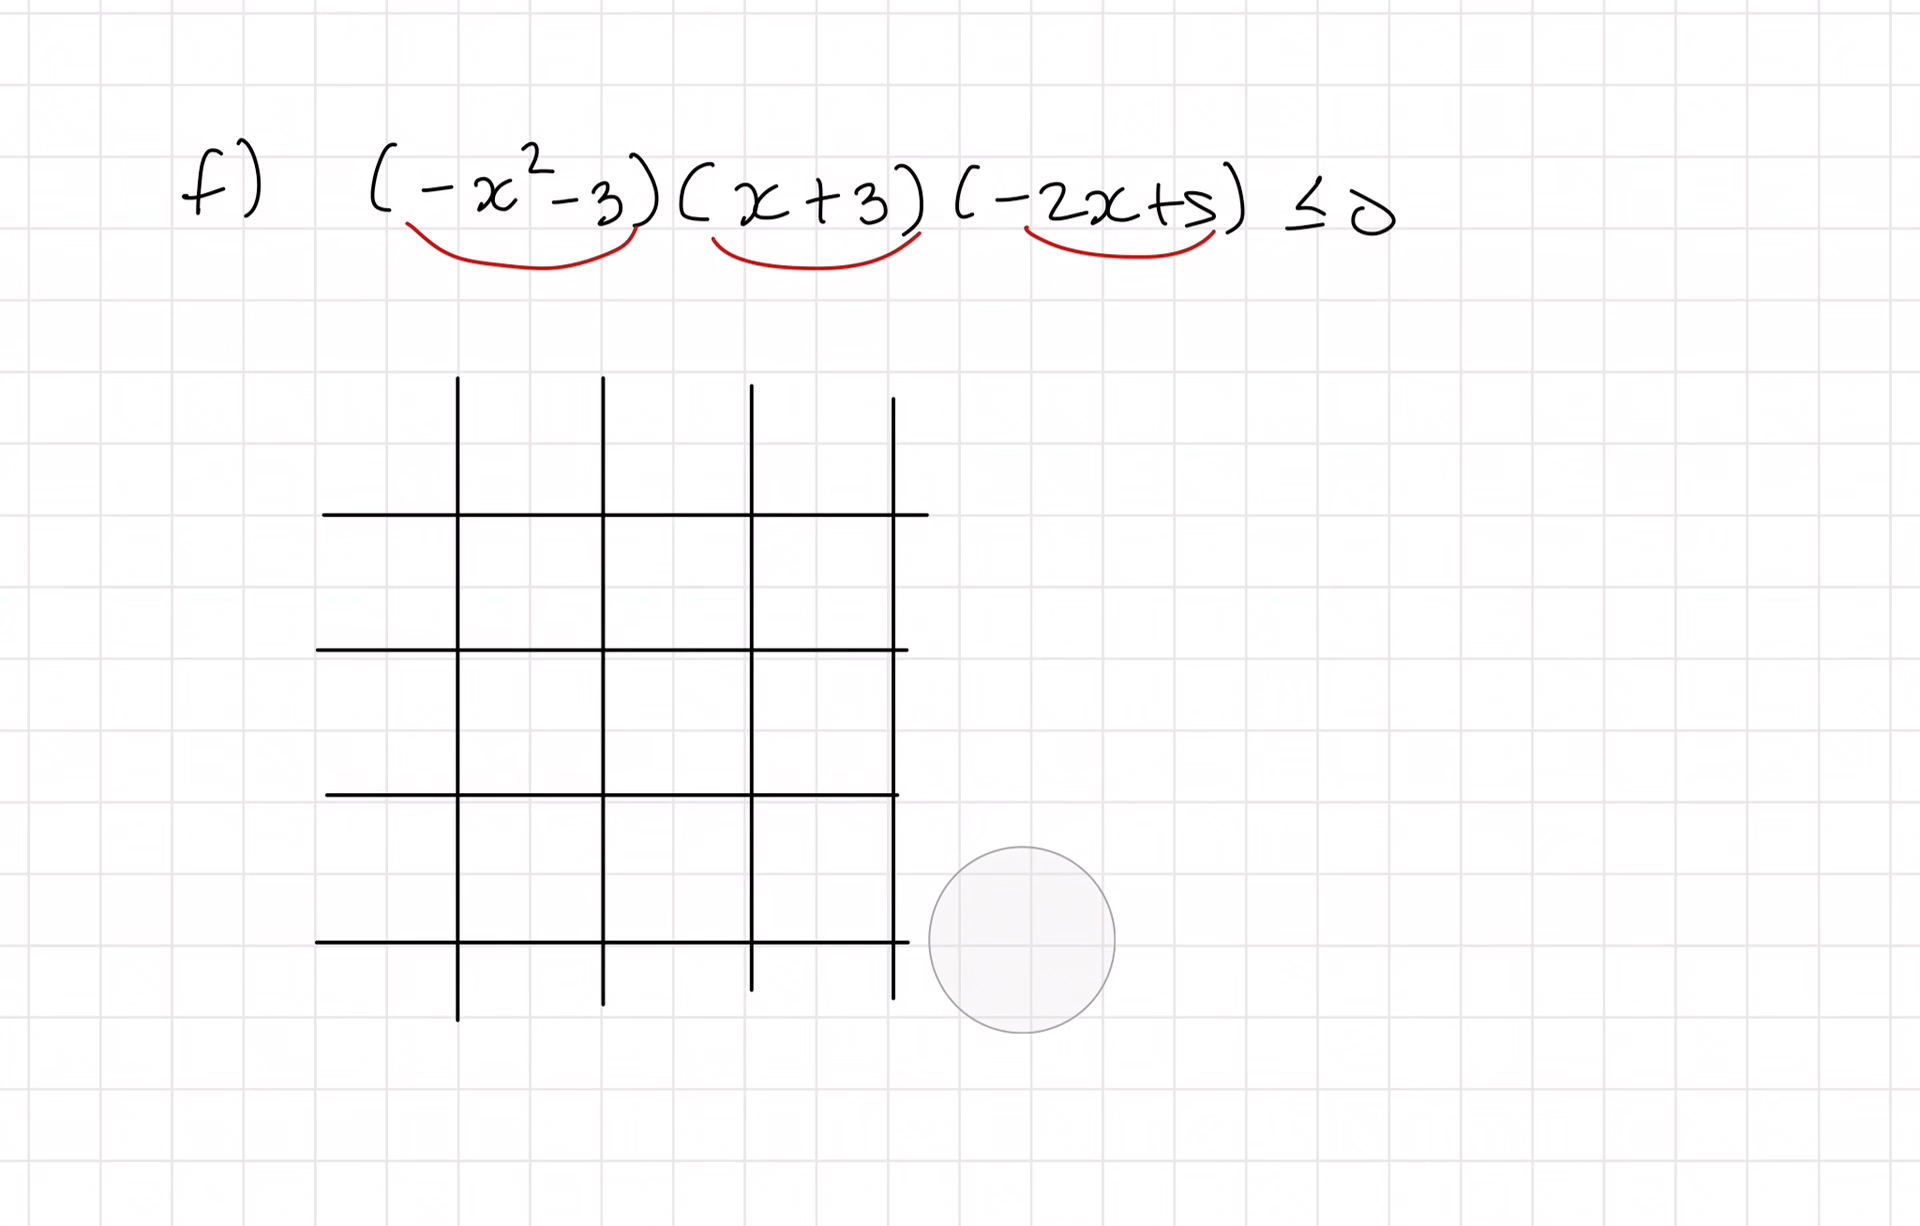 f) (-x²-3)(x+3)(-2x+5) ≤ 0